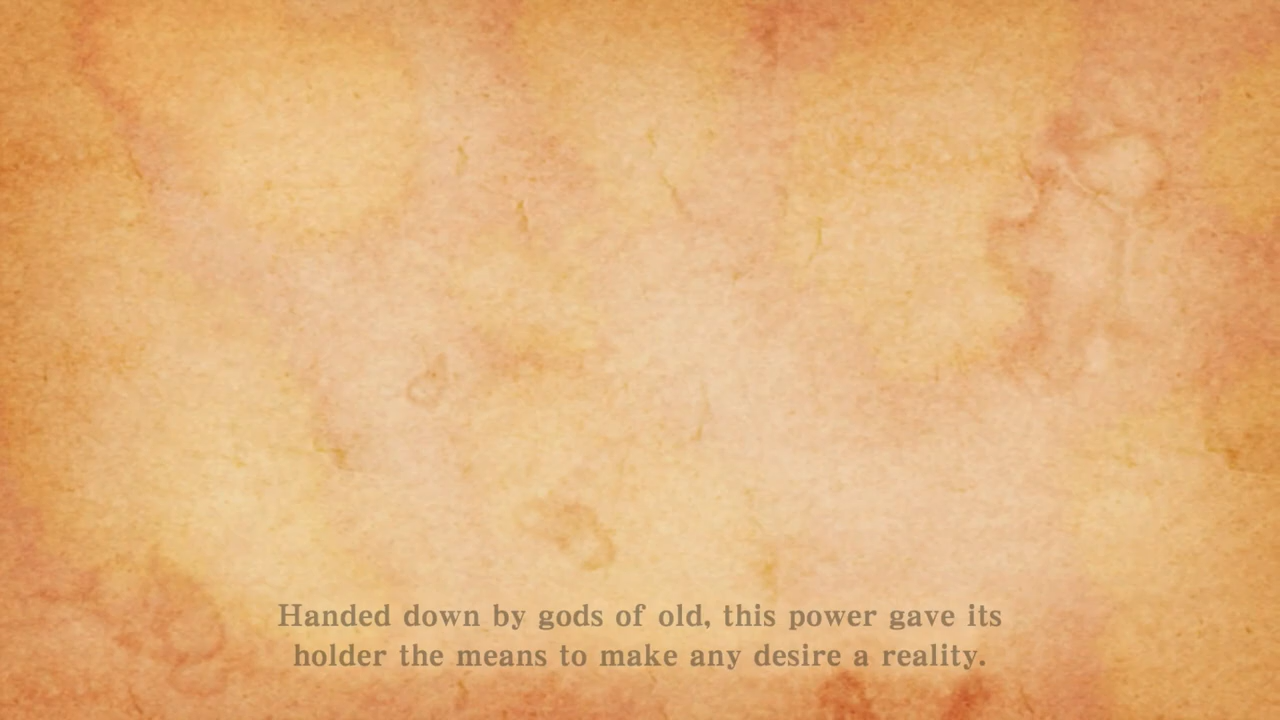 Handed down by gods of old, this power gave its
holder the means to make any desire a reality.